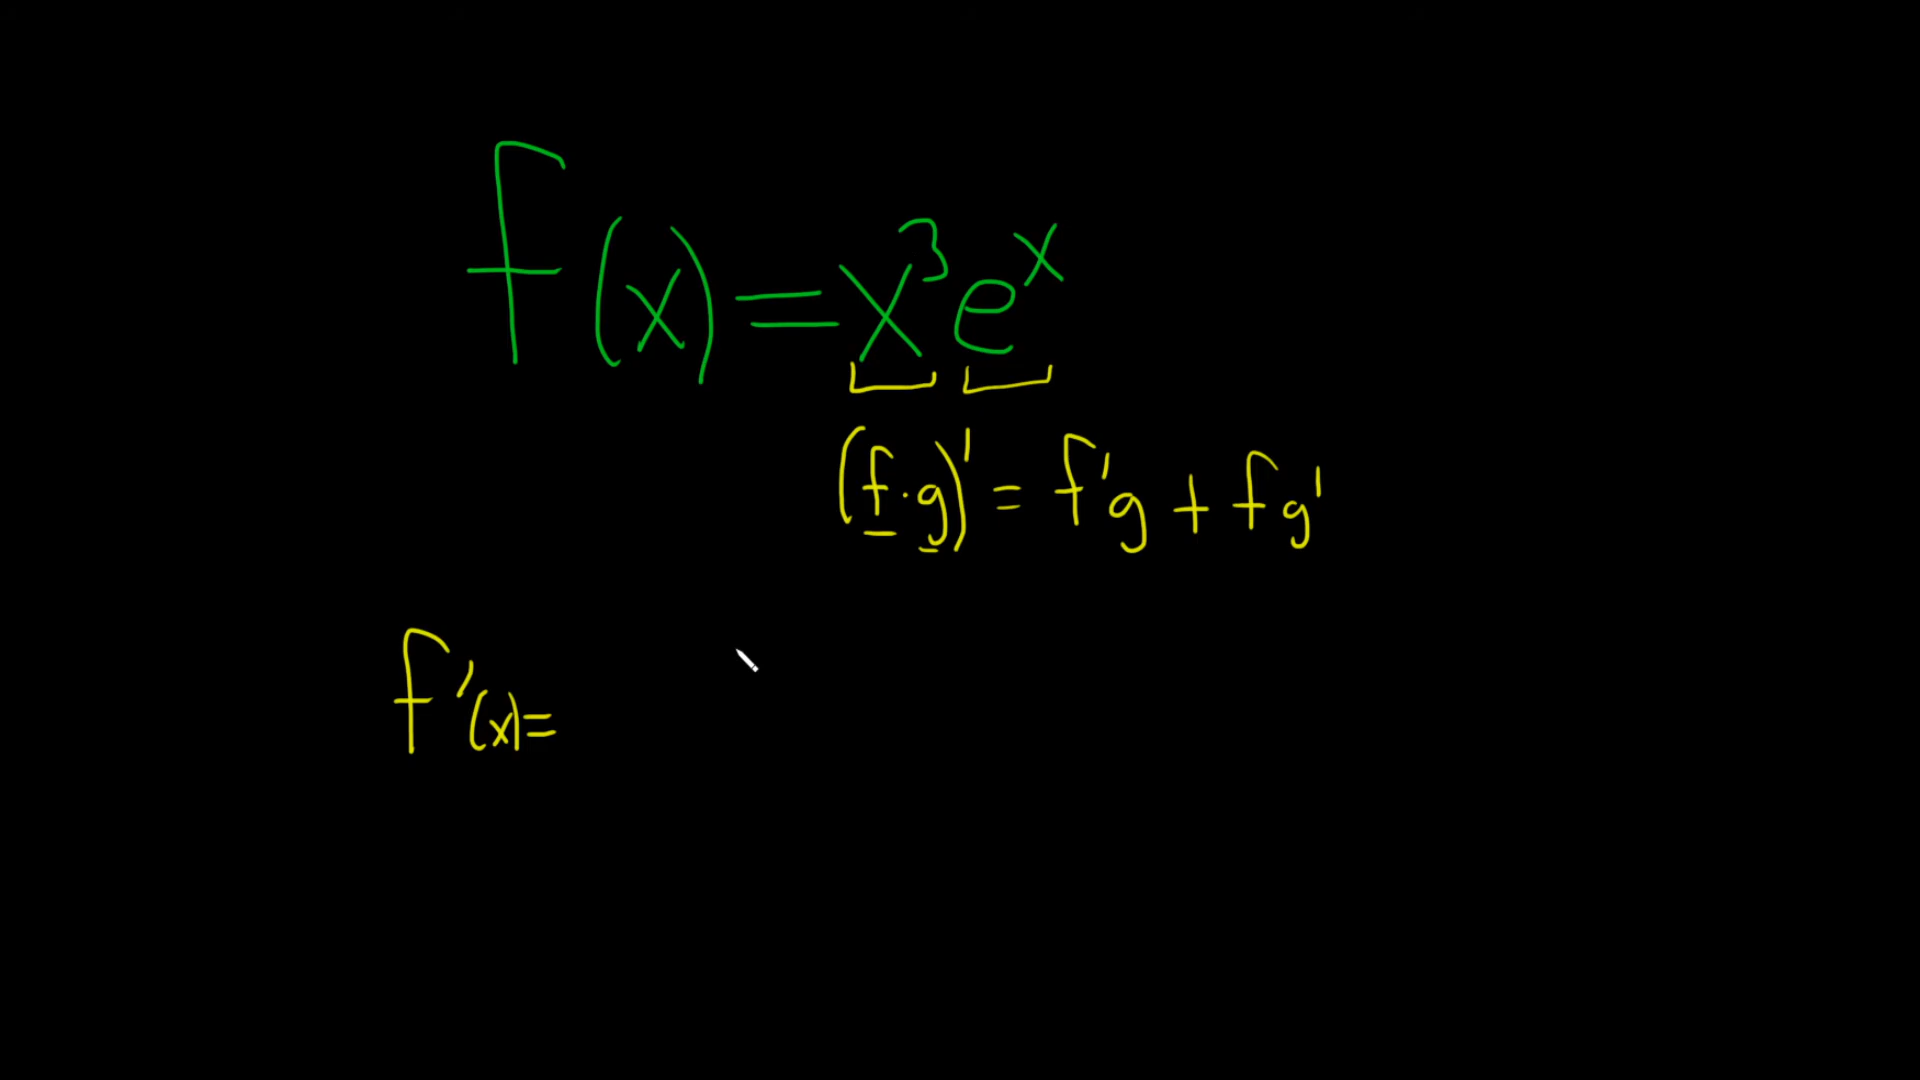 f(x)=x³eˣ
(f·g)' = f'g + fg'
f'(x)=